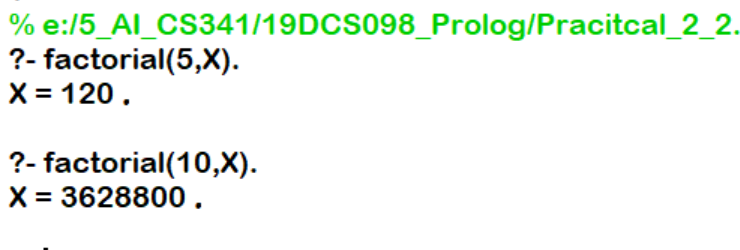 % e:/5_AI_CS341/19DCS098_Prolog/Pracitcal_2_2.
?- factorial(5,X).
X = 120 .
?- factorial(10,X).
X = 3628800 .